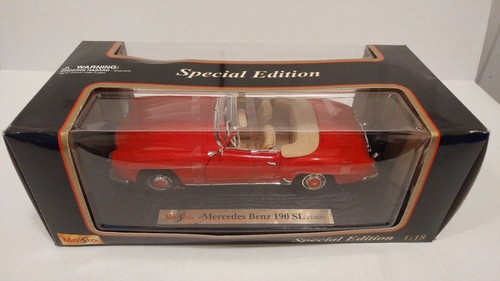 WARNING:
Special Edition
Maisto
Mercedes Benz 190 SL
Special Edition 1:18